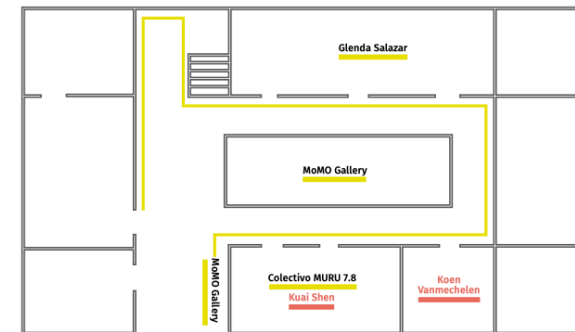 Glenda Salazar
MoMO Gallery
MoMO Gallery
Colectivo MURU 7.8
Kuai Shen
Koen
Vanmechelen